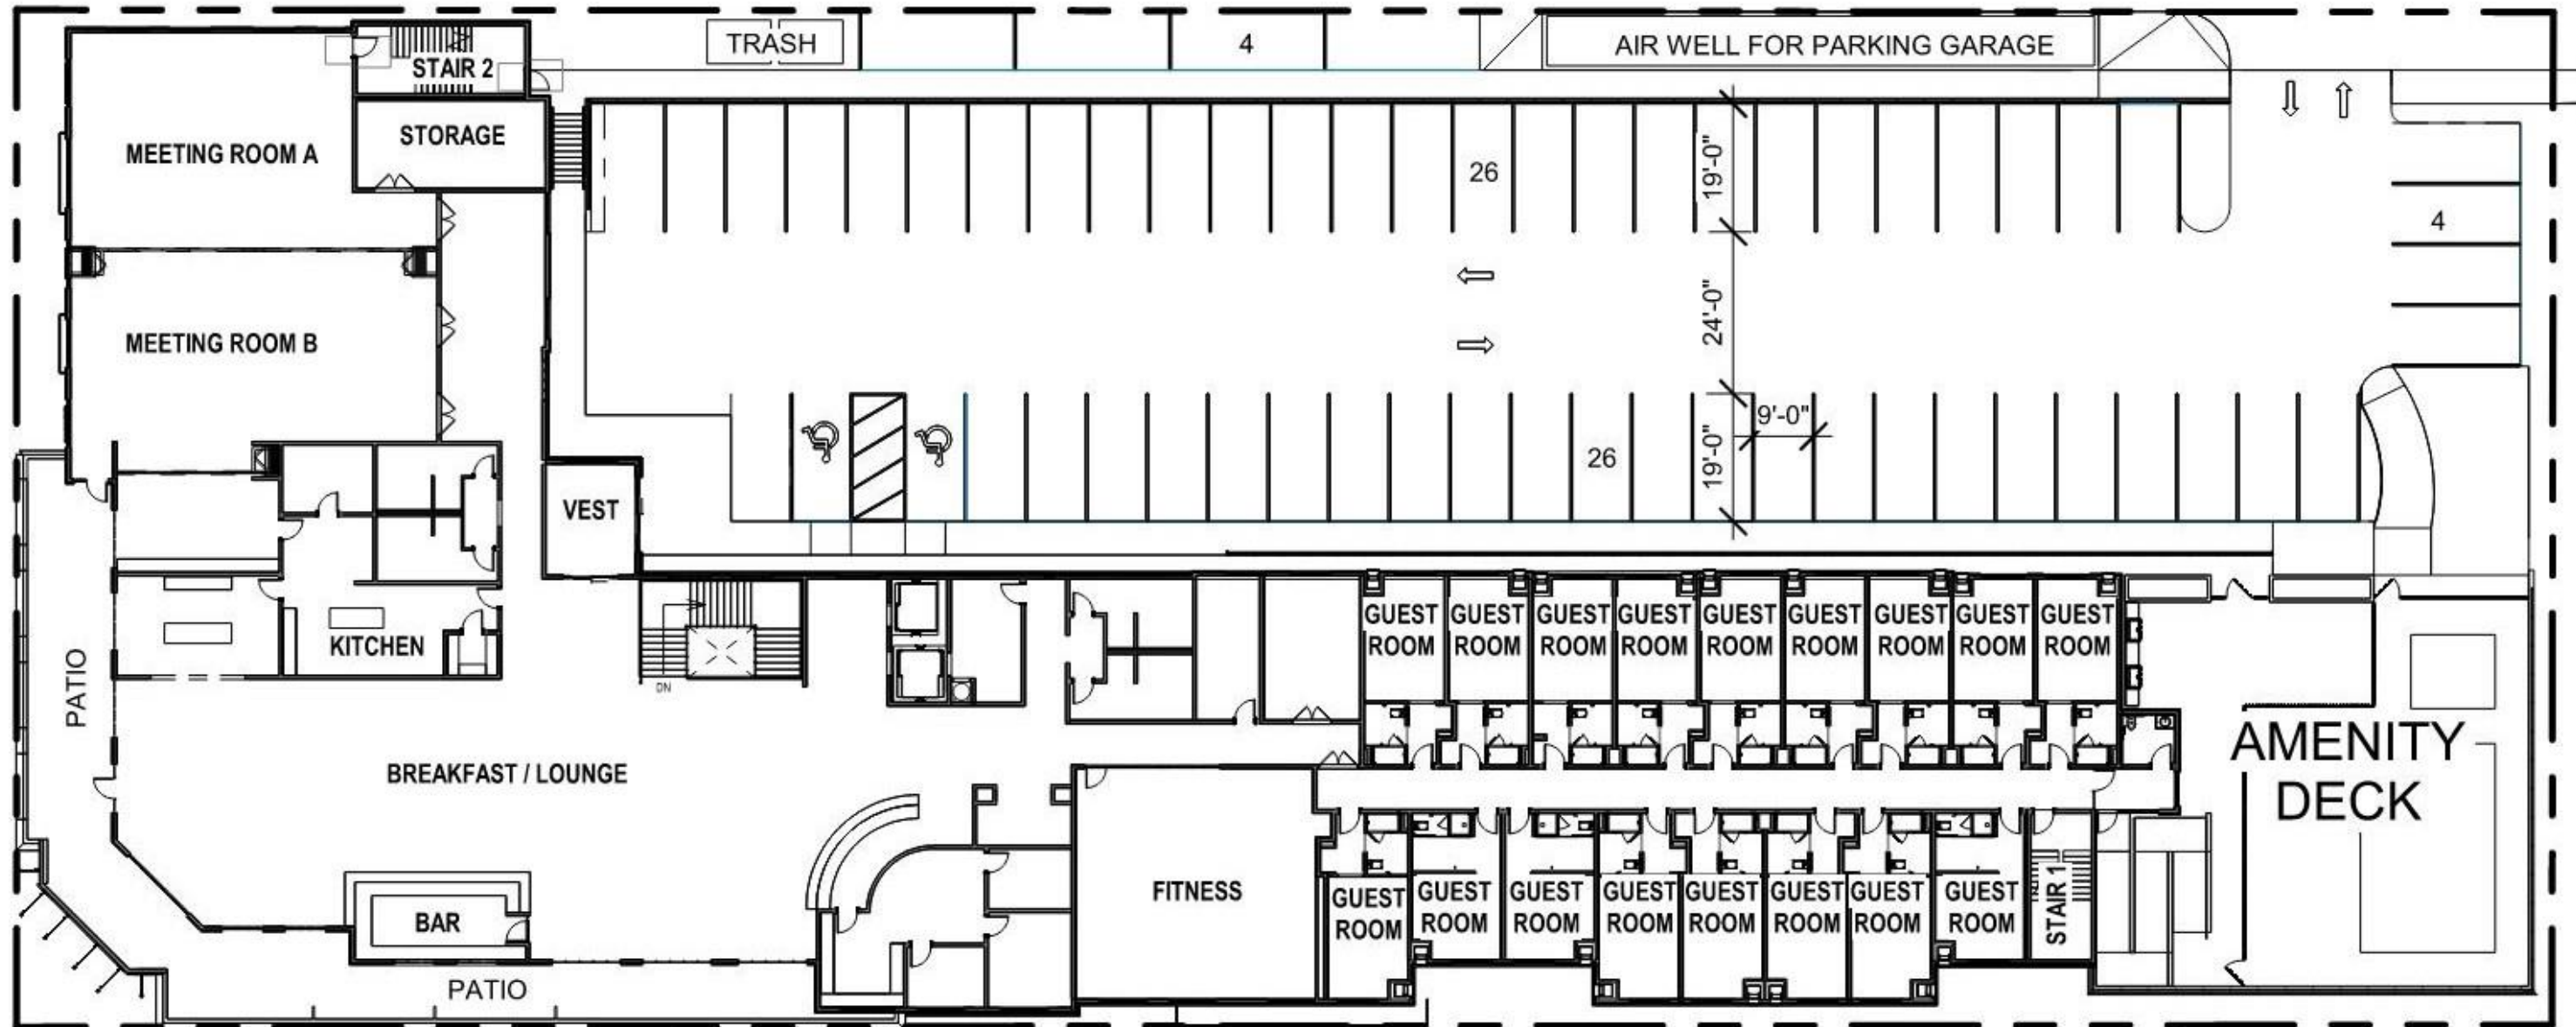 TRASH
4
AIR WELL FOR PARKING GARAGE
STAIR 2
STORAGE
MEETING ROOM A
26
19'-0"
4
24'-0"
MEETING ROOM B
9'-0"
26
19'-0"
VEST
KITCHEN
DN
PATIO
GUEST
ROOM
GUEST
ROOM
GUEST
ROOM
GUEST
ROOM
GUEST
ROOM
GUEST
ROOM
GUEST
ROOM
GUEST
ROOM
GUEST
ROOM
AMENITY
DECK
BREAKFAST / LOUNGE
FITNESS
BAR
GUEST
ROOM
GUEST
ROOM
GUEST
ROOM
GUEST
ROOM
GUEST
ROOM
GUEST
ROOM
GUEST
ROOM
GUEST
ROOM
STAIR 1
PATIO